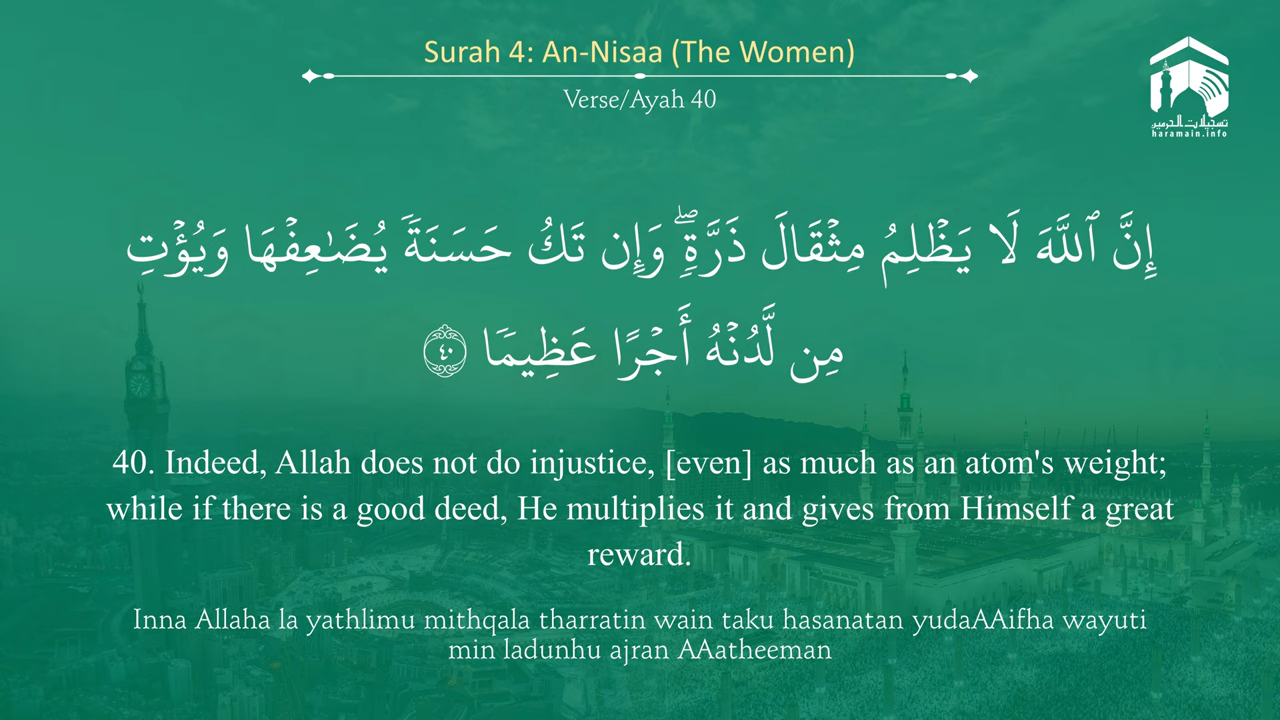 Surah 4: An-Nisaa (The Women)
Verse/Ayah 40
تسجيلات الحرمين
haramain.info
إِنَّ ٱللَّهَ لَا يَظْلِمُ مِثْقَالَ ذَرَّةٍۖ وَإِن تَكُ حَسَنَةً يُضَٰعِفْهَا وَيُؤْتِ
مِن لَّدُنْهُ أَجْرًا عَظِيمًا ٤٠
40. Indeed, Allah does not do injustice, [even] as much as an atom's weight;
while if there is a good deed, He multiplies it and gives from Himself a great
reward.
Inna Allaha la yathlimu mithqala tharratin wain taku hasanatan yudaAAifha wayuti
min ladunhu ajran AAatheeman